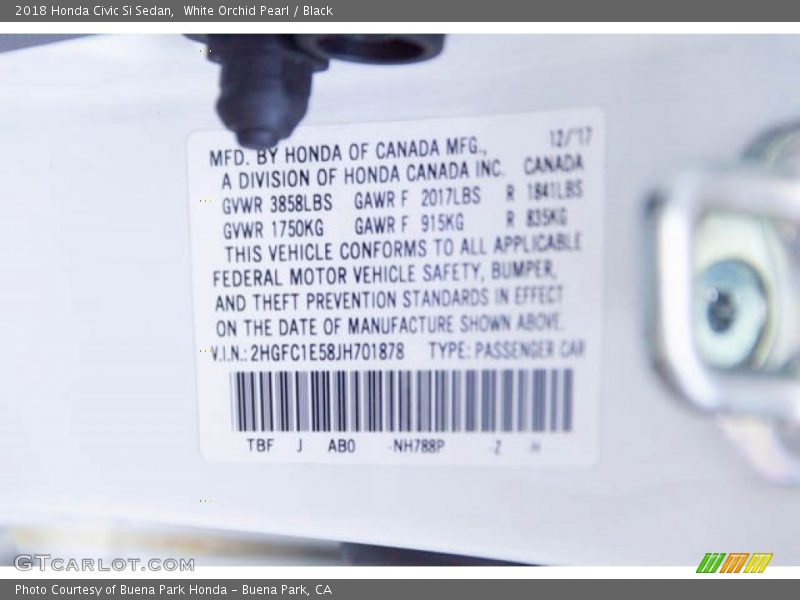 2018 Honda Civic Si Sedan,  White Orchid Pearl / Black
12/17
MFD. BY HONDA OF CANADA MFG.,
A DIVISION OF HONDA CANADA INC. CANADA
GVWR 3858LBS GAWR F 2017LBS R 1841LBS
GVWR 1750KG GAWR F 915KG R 835KG
THIS VEHICLE CONFORMS TO ALL APPLICABLE
FEDERAL MOTOR VEHICLE SAFETY, BUMPER,
AND THEFT PREVENTION STANDARDS IN EFFECT
ON THE DATE OF MANUFACTURE SHOWN ABOVE.
V.I.N.: 2HGFC1E58JH701878 TYPE: PASSENGER CAR
TBF J AB0 -NH788P -Z -H
GTCARLOT.COM
Photo Courtesy of Buena Park Honda - Buena Park, CA